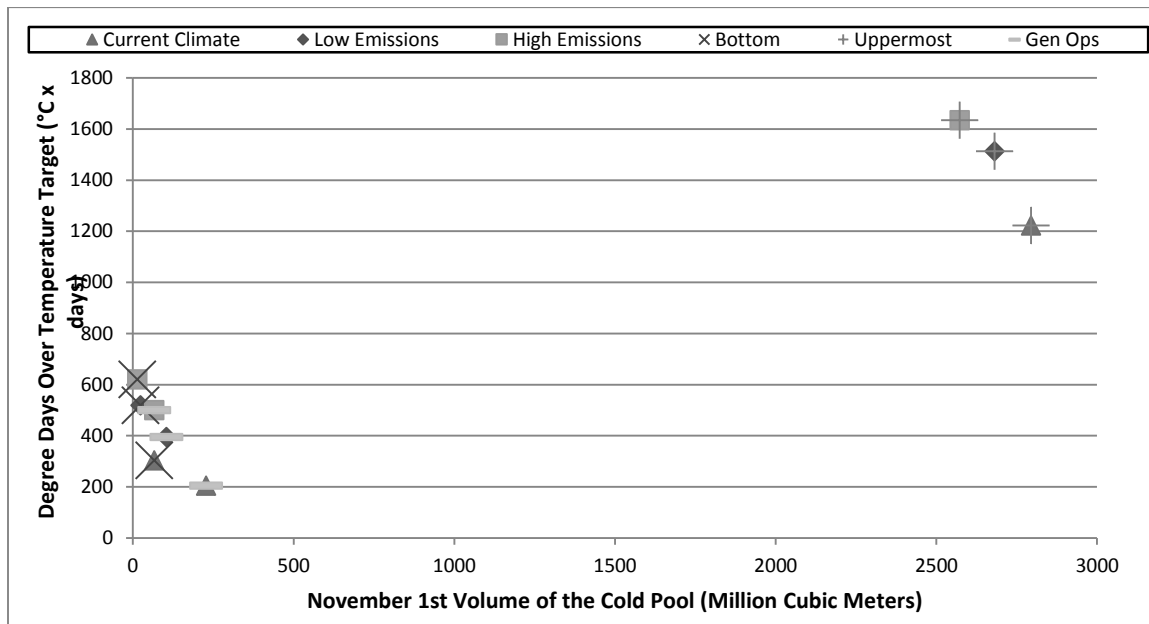 Current Climate Low Emissions High Emissions Bottom Uppermost Gen Ops
Degree Days Over Temperature Target (°C x
days)
1800
1600
1400
1200
1000
800
600
400
200
0
0 500 1000 1500 2000 2500 3000
November 1st Volume of the Cold Pool (Million Cubic Meters)